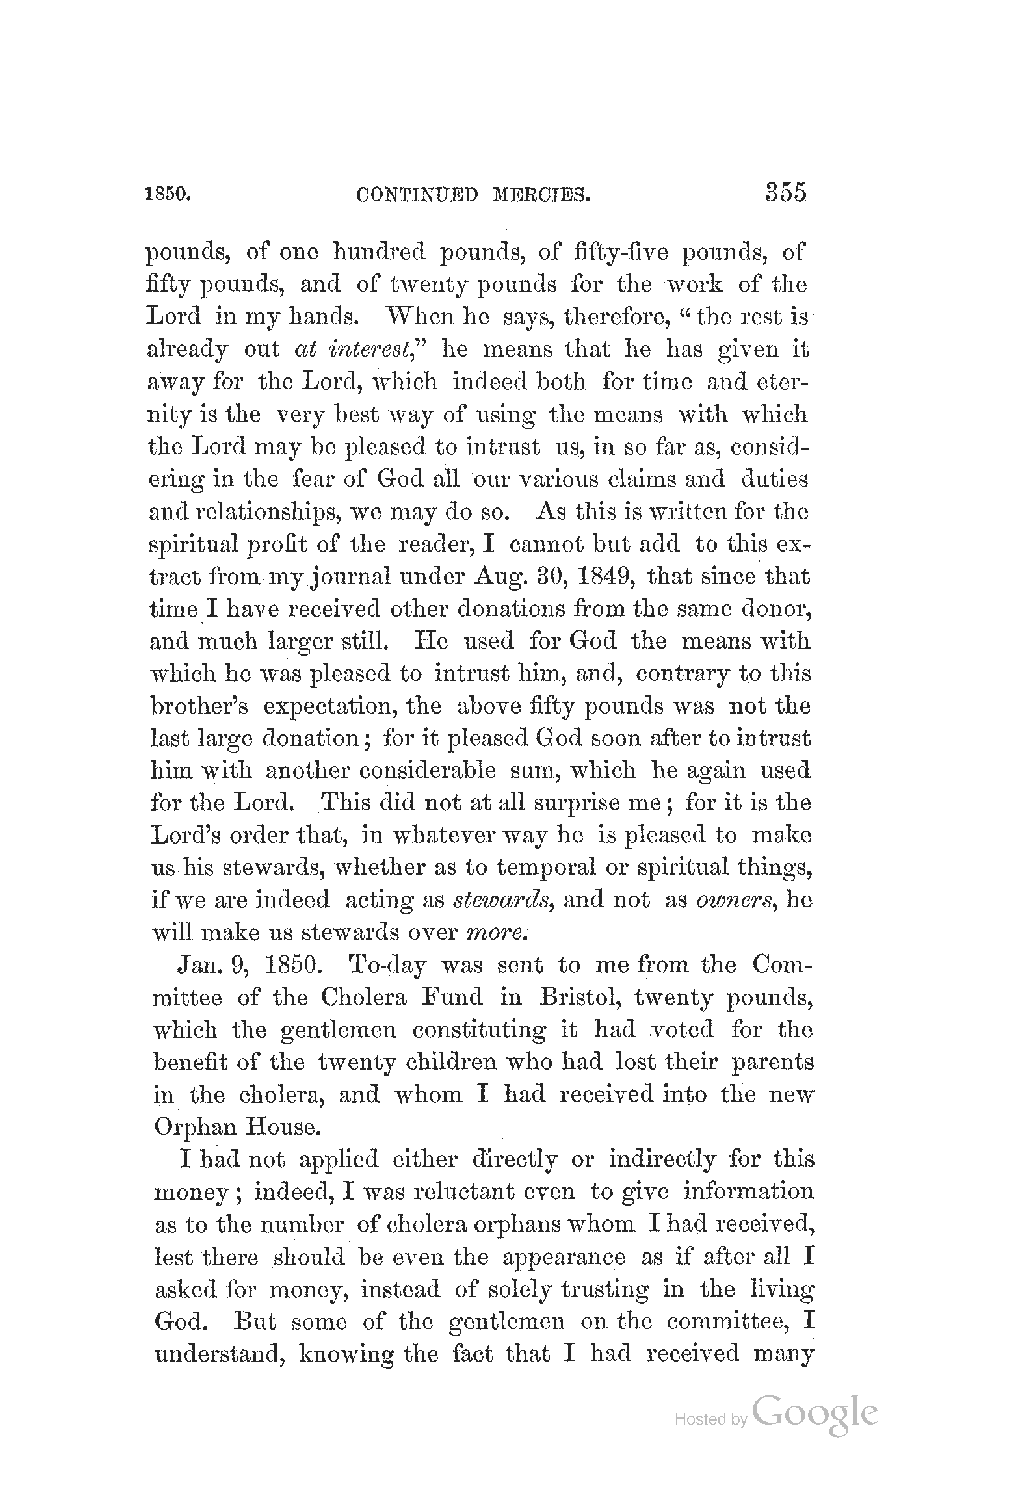 1850. CONTINUED MERCIES. 355
pounds, of one hundred pounds, of fifty-five pounds, of
fifty pounds, and of twenty pounds for the work of the
Lord in my hands. When he says, therefore, “the rest is
already out at interest,” he means that he has given it
away for the Lord, which indeed both for time and eter-
nity is the very best way of using the means with which
the Lord may be pleased to intrust us, in so far as, consid-
ering in the fear of God all our various claims and duties
and relationships, we may do so. As this is written for the
spiritual profit of the reader, I cannot but add to this ex-
tract from my journal under Aug. 30, 1849, that since that
time I have received other donations from the same donor,
and much larger still. He used for God the means with
which he was pleased to intrust him, and, contrary to this
brother’s expectation, the above fifty pounds was not the
last large donation; for it pleased God soon after to intrust
him with another considerable sum, which he again used
for the Lord. This did not at all surprise me; for it is the
Lord’s order that, in whatever way he is pleased to make
us his stewards, whether as to temporal or spiritual things,
if we are indeed acting as stewards, and not as owners, he
will make us stewards over more.
Jan. 9, 1850. To-day was sent to me from the Com-
mittee of the Cholera Fund in Bristol, twenty pounds,
which the gentlemen constituting it had voted for the
benefit of the twenty children who had lost their parents
in the cholera, and whom I had received into the new
Orphan House.
I had not applied either directly or indirectly for this
money; indeed, I was reluctant even to give information
as to the number of cholera orphans whom I had received,
lest there should be even the appearance as if after all I
asked for money, instead of solely trusting in the living
God. But some of the gentlemen on the committee, I
understand, knowing the fact that I had received many
Hosted by Google